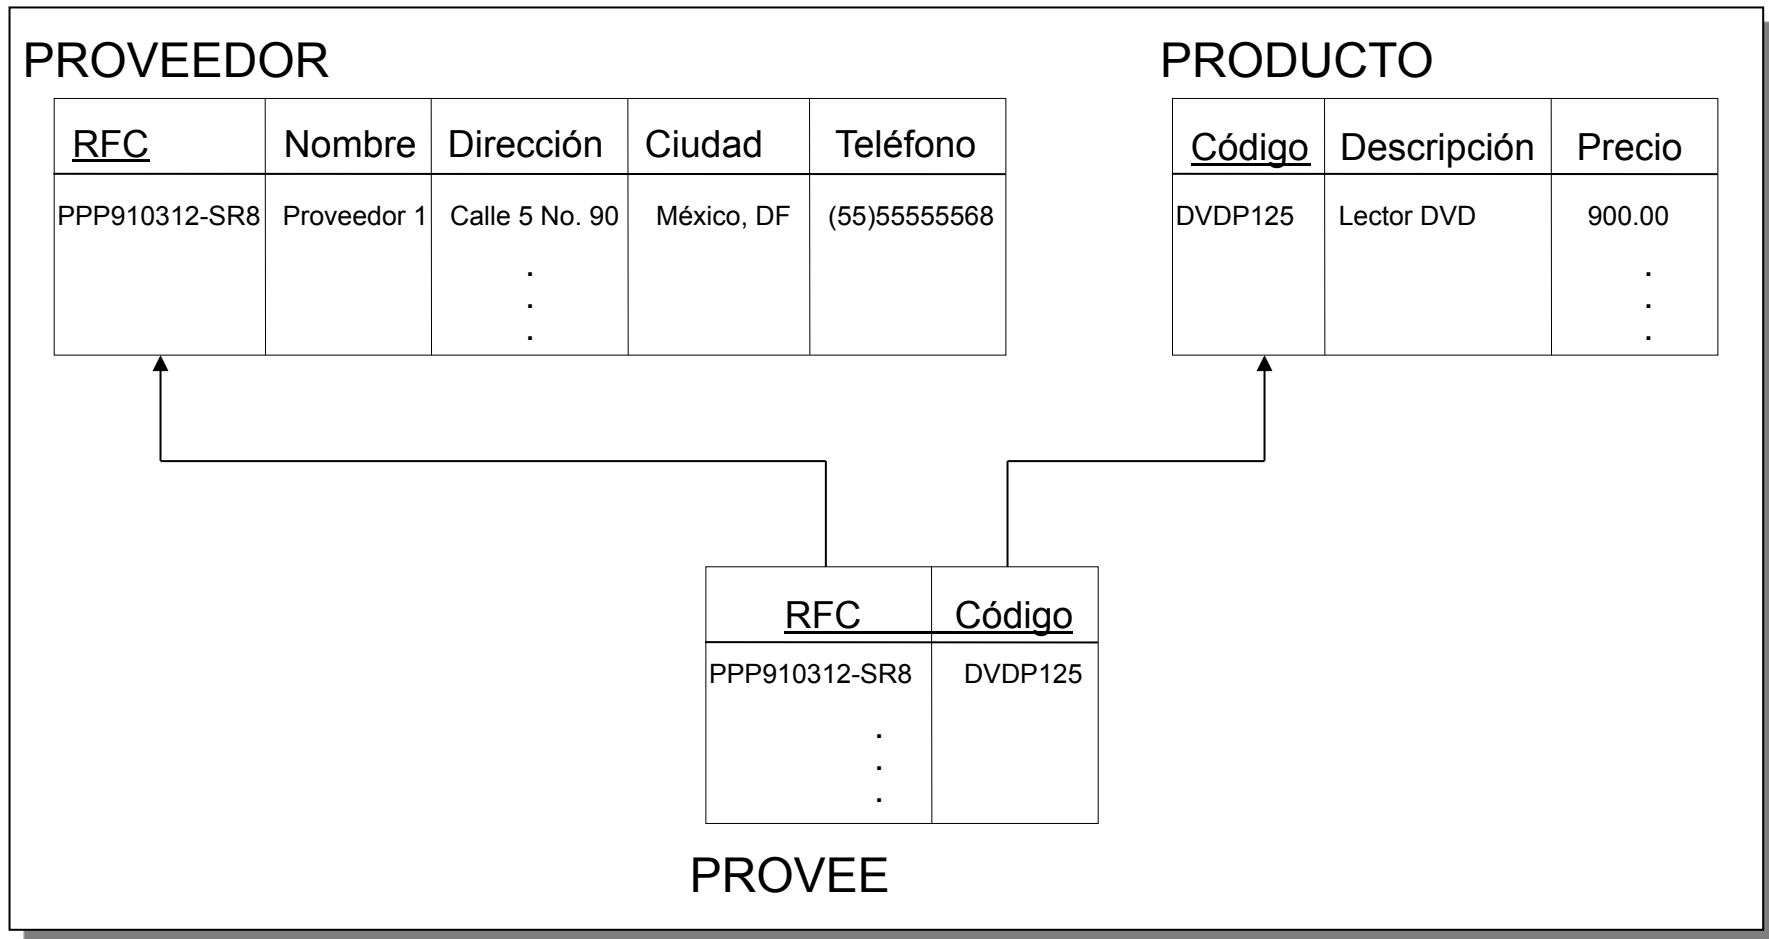 PROVEEDOR
RFC Nombre Dirección Ciudad Teléfono
PPP910312-SR8 Proveedor 1 Calle 5 No. 90 México, DF (55)55555568
.
.
.
PRODUCTO
Código Descripción Precio
DVDP125 Lector DVD 900.00
.
.
.
RFC Código
PPP910312-SR8 DVDP125
.
.
.
PROVEE